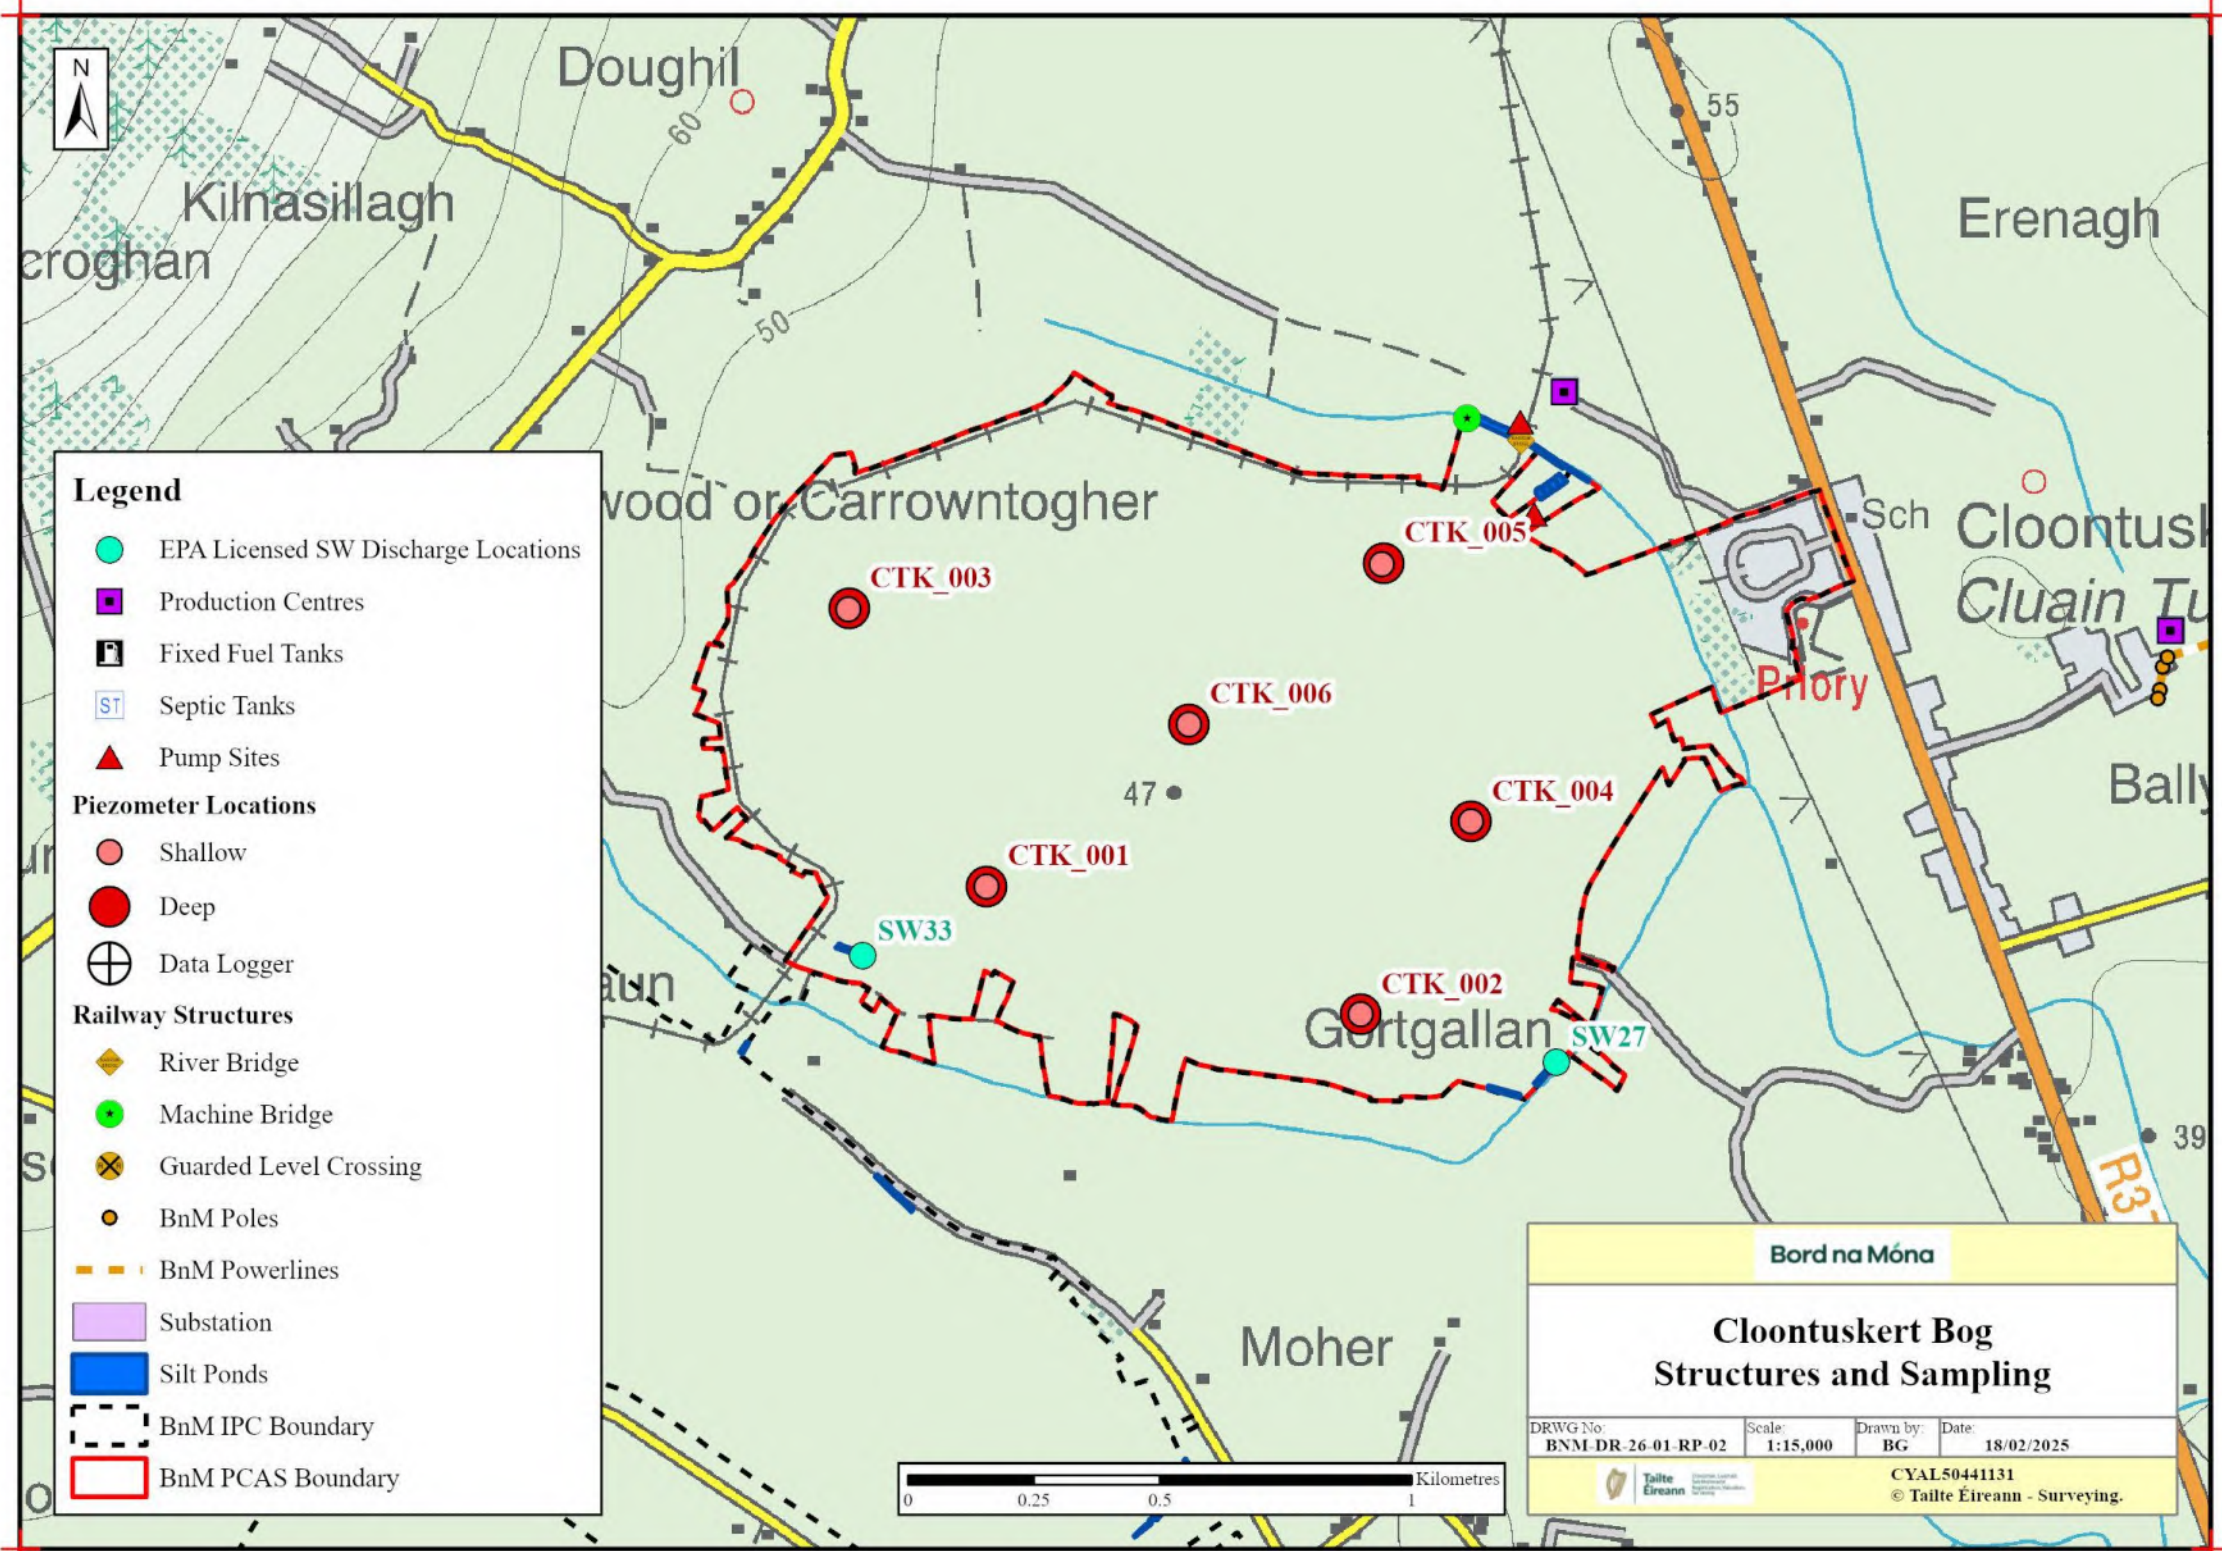 N
Doughil
60
55
Kilnasillagh
croghan
Erenagh
50
wood or Carrowntogher
Sch
Cloontusk
Cluain Tu
CTK_005
CTK_003
CTK_006
Priory
47
CTK_004
Bally
CTK_001
SW33
aun
CTK_002
Gortgallan
SW27
39
R3
Moher
Legend
EPA Licensed SW Discharge Locations
Production Centres
Fixed Fuel Tanks
ST Septic Tanks
Pump Sites
Piezometer Locations
Shallow
Deep
Data Logger
Railway Structures
River Bridge
Machine Bridge
Guarded Level Crossing
BnM Poles
BnM Powerlines
Substation
Silt Ponds
BnM IPC Boundary
BnM PCAS Boundary
Kilometres
0 0.25 0.5 1
Bord na Móna
Cloontuskert Bog
Structures and Sampling
DRWG No: Scale: Drawn by: Date:
BNM-DR-26-01-RP-02 1:15,000 BG 18/02/2025
Tailte
Éireann
CYAL50441131
© Tailte Éireann - Surveying.